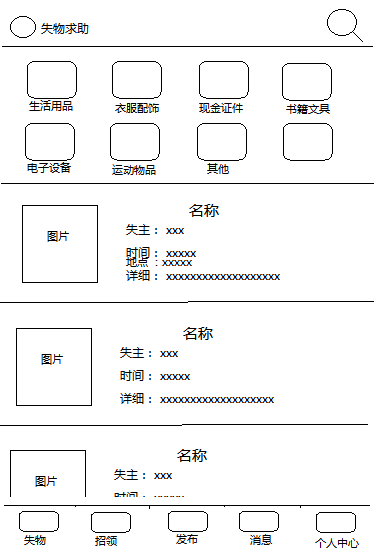 失物求助
生活用品 衣服配饰 现金证件 书籍文具
电子设备 运动物品 其他
图片
名称
失主： xxx
时间： xxxxx
地点 ：xxxxx
详细： xxxxxxxxxxxxxxxxxxx
图片
名称
失主： xxx
时间： xxxxx
详细： xxxxxxxxxxxxxxxxxxx
图片
名称
失主： xxx
时间： xxxxx
失物 招领 发布 消息 个人中心